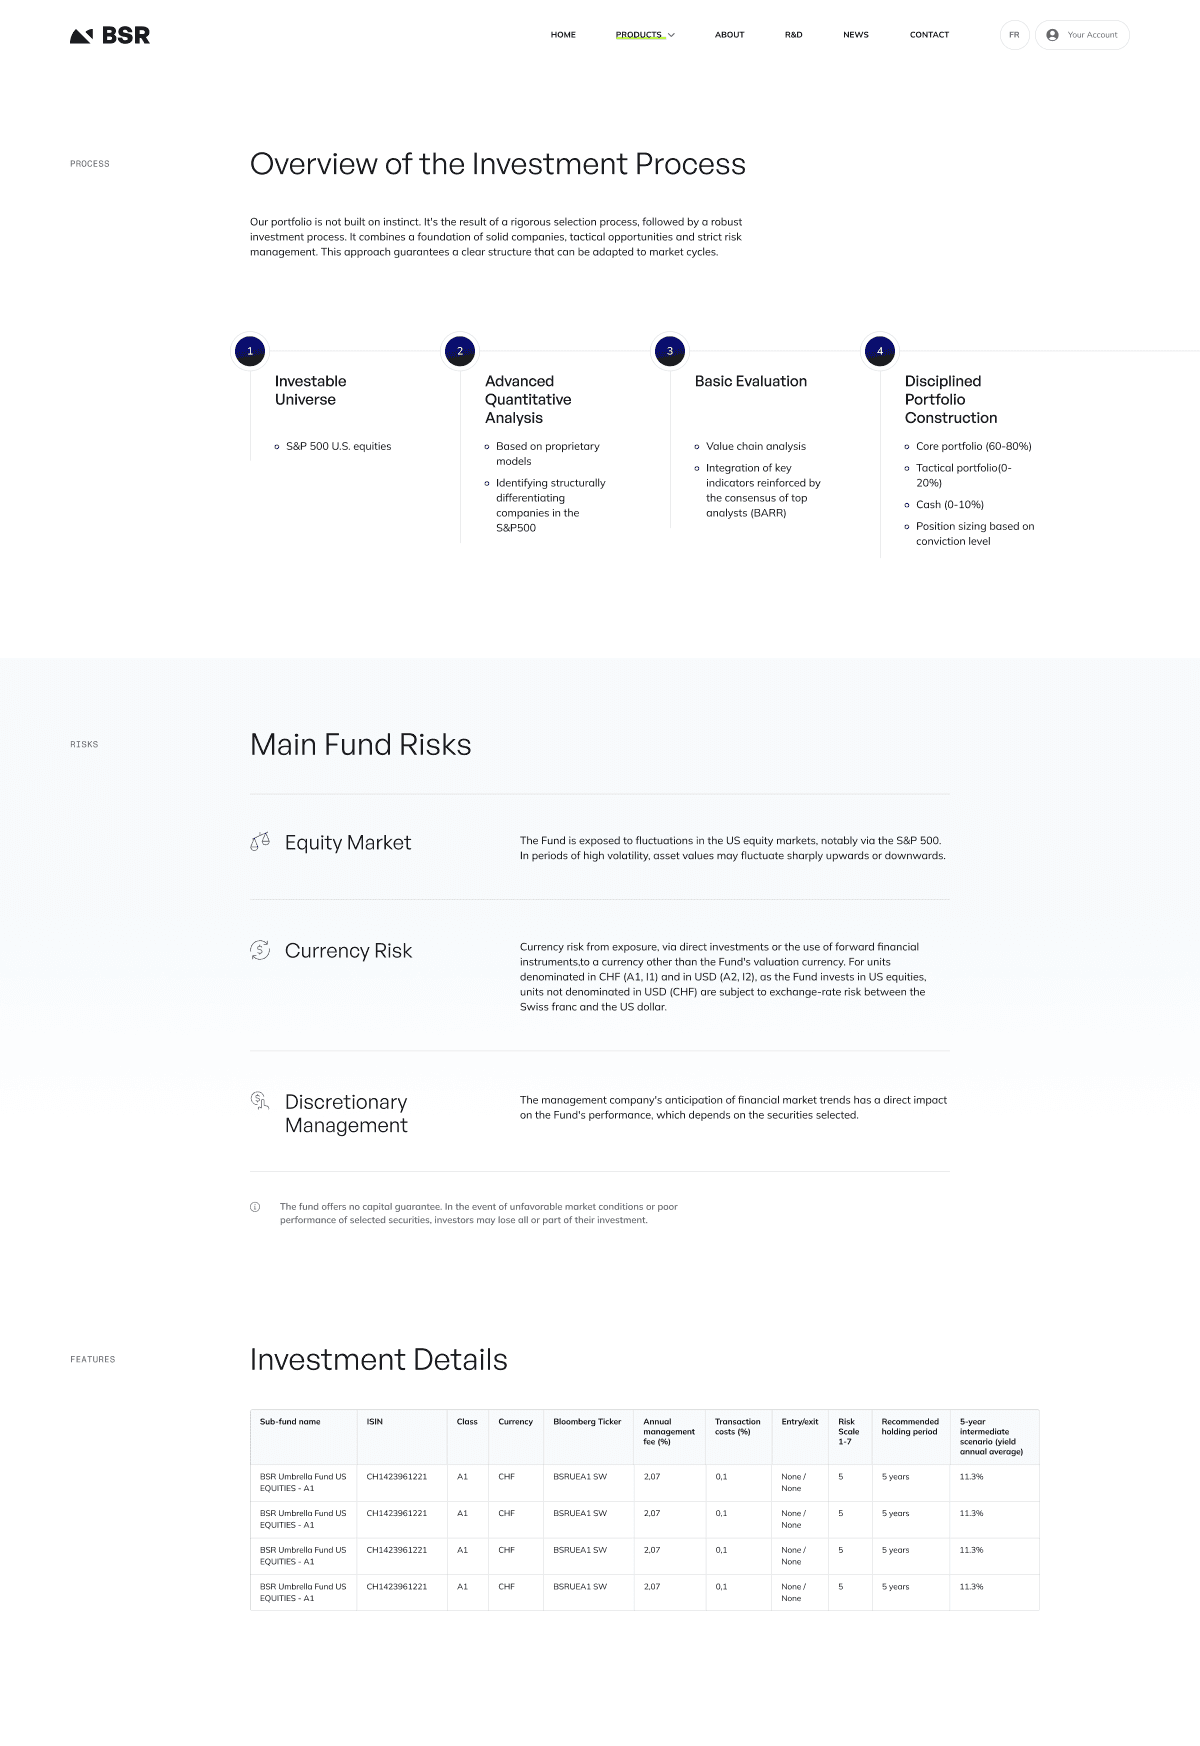 BSR
HOME PRODUCTS ABOUT R&D NEWS CONTACT FR Your Account
PROCESS
Overview of the Investment Process
Our portfolio is not built on instinct. It's the result of a rigorous selection process, followed by a robust
investment process. It combines a foundation of solid companies, tactical opportunities and strict risk
management. This approach guarantees a clear structure that can be adapted to market cycles.
1
Investable
Universe
S&P 500 U.S. equities
2
Advanced
Quantitative
Analysis
Based on proprietary
models
Identifying structurally
differentiating
companies in the
S&P500
3
Basic Evaluation
Value chain analysis
Integration of key
indicators reinforced by
the consensus of top
analysts (BARR)
4
Disciplined
Portfolio
Construction
Core portfolio (60-80%)
Tactical portfolio(0-
20%)
Cash (0-10%)
Position sizing based on
conviction level
RISKS
Main Fund Risks
Equity Market
The Fund is exposed to fluctuations in the US equity markets, notably via the S&P 500.
In periods of high volatility, asset values may fluctuate sharply upwards or downwards.
Currency Risk
Currency risk from exposure, via direct investments or the use of forward financial
instruments,to a currency other than the Fund's valuation currency. For units
denominated in CHF (A1, I1) and in USD (A2, I2), as the Fund invests in US equities,
units not denominated in USD (CHF) are subject to exchange-rate risk between the
Swiss franc and the US dollar.
Discretionary
Management
The management company's anticipation of financial market trends has a direct impact
on the Fund's performance, which depends on the securities selected.
The fund offers no capital guarantee. In the event of unfavorable market conditions or poor
performance of selected securities, investors may lose all or part of their investment.
FEATURES
Investment Details
Sub-fund name ISIN Class Currency Bloomberg Ticker Annual Transaction Entry/exit Risk Recommended 5-year
management costs (%) Scale holding period intermediate
fee (%) 1-7 scenario (yield
annual average)
BSR Umbrella Fund US CH1423961221 A1 CHF BSRUEA1 SW 2,07 0,1 None / 5 5 years 11.3%
EQUITIES - A1 None
BSR Umbrella Fund US CH1423961221 A1 CHF BSRUEA1 SW 2,07 0,1 None / 5 5 years 11.3%
EQUITIES - A1 None
BSR Umbrella Fund US CH1423961221 A1 CHF BSRUEA1 SW 2,07 0,1 None / 5 5 years 11.3%
EQUITIES - A1 None
BSR Umbrella Fund US CH1423961221 A1 CHF BSRUEA1 SW 2,07 0,1 None / 5 5 years 11.3%
EQUITIES - A1 None